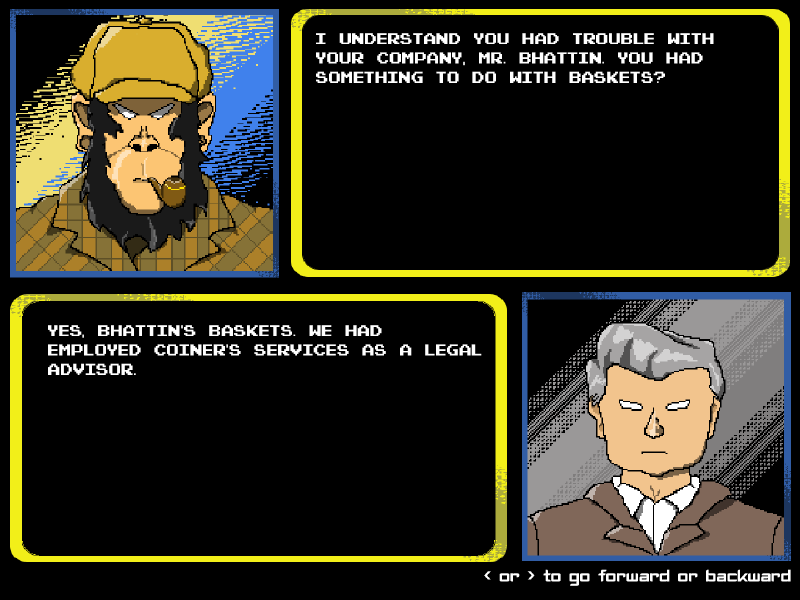 I UNDERSTAND YOU HAD TROUBLE WITH
YOUR COMPANY, MR. BHATTIN. YOU HAD
SOMETHING TO DO WITH BASKETS?
YES, BHATTIN'S BASKETS. WE HAD
EMPLOYED COINER'S SERVICES AS A LEGAL
ADVISOR.
< or > to go forward or backward